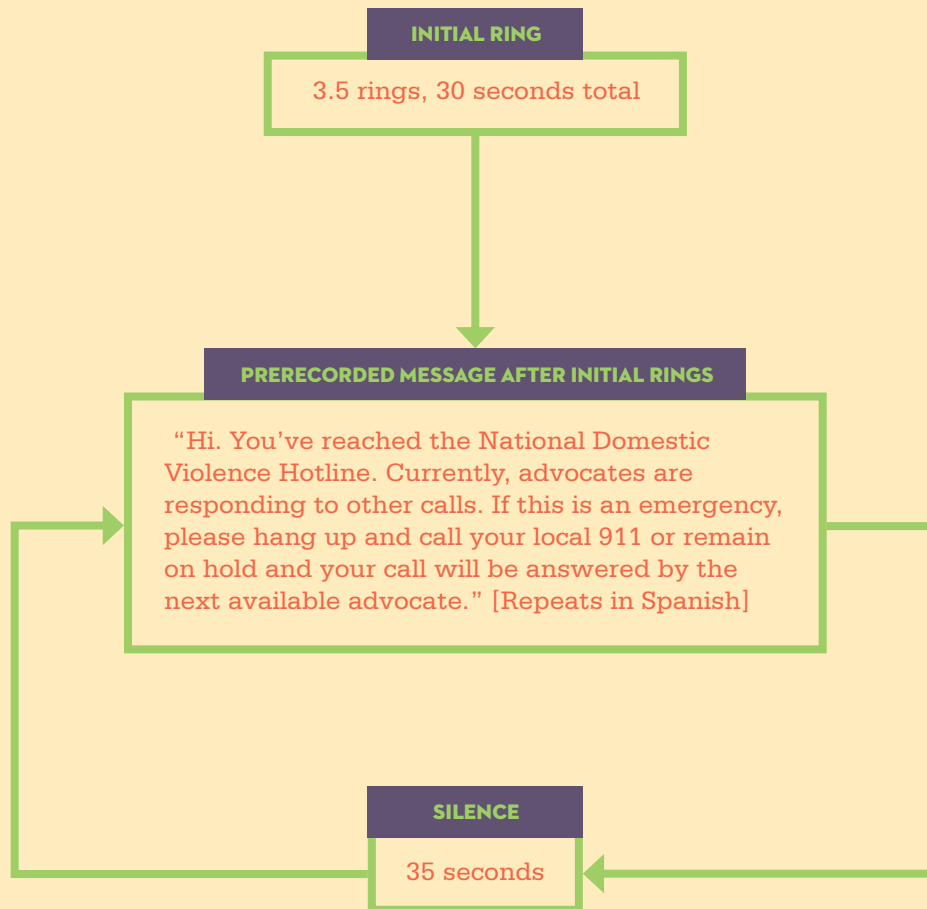 INITIAL RING
3.5 rings, 30 seconds total
PRERECORDED MESSAGE AFTER INITIAL RINGS
“Hi. You’ve reached the National Domestic
Violence Hotline. Currently, advocates are
responding to other calls. If this is an emergency,
please hang up and call your local 911 or remain
on hold and your call will be answered by the
next available advocate.” [Repeats in Spanish]
SILENCE
35 seconds